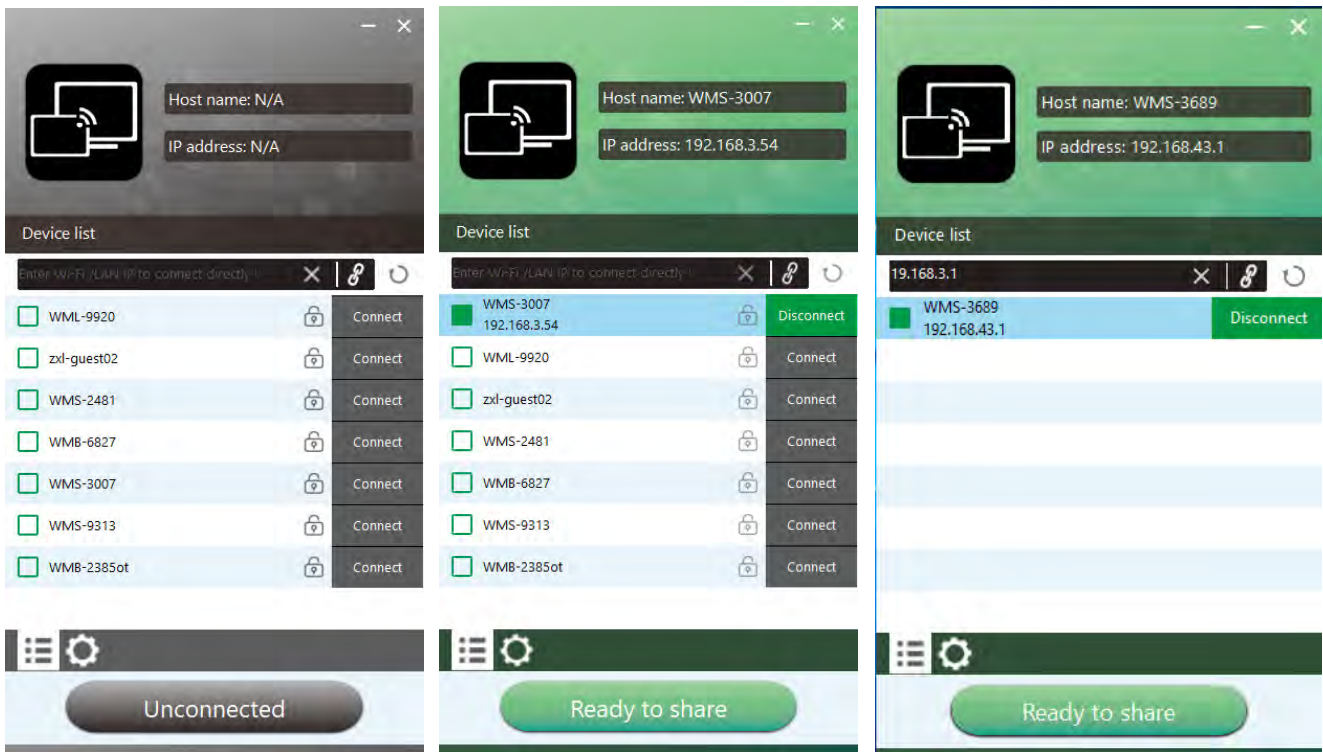 Host name: N/A
IP address: N/A
Device list
Enter Wi-Fi /LAN IP to connect directly !
WML-9920 Connect
zxl-guest02 Connect
WMS-2481 Connect
WMB-6827 Connect
WMS-3007 Connect
WMS-9313 Connect
WMB-2385ot Connect
Unconnected
Host name: WMS-3007
IP address: 192.168.3.54
Device list
Enter Wi-Fi /LAN IP to connect directly !
WMS-3007
192.168.3.54
Disconnect
WML-9920 Connect
zxl-guest02 Connect
WMS-2481 Connect
WMB-6827 Connect
WMS-9313 Connect
WMB-2385ot Connect
Ready to share
Host name: WMS-3689
IP address: 192.168.43.1
Device list
19.168.3.1
WMS-3689
192.168.43.1
Disconnect
Ready to share